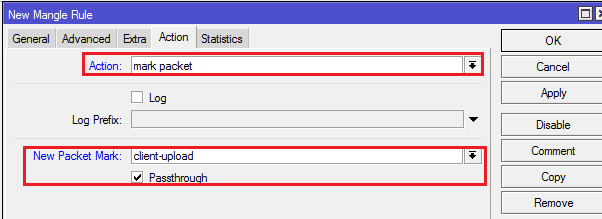 New Mangle Rule
General Advanced Extra Action Statistics
Action: mark packet
Log
Log Prefix:
New Packet Mark: client-upload
Passthrough
OK
Cancel
Apply
Disable
Comment
Copy
Remove